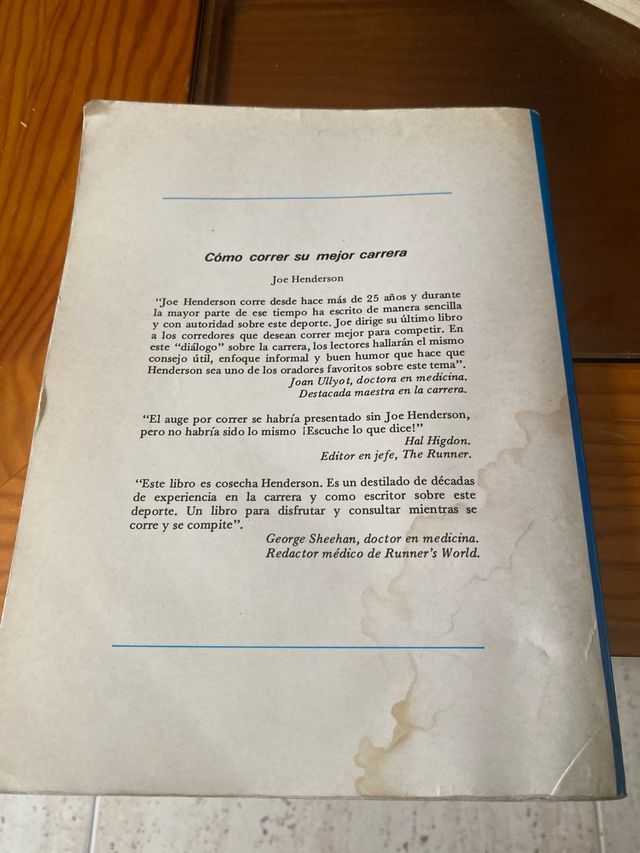 Cómo correr su mejor carrera
Joe Henderson
“Joe Henderson corre desde hace más de 25 años y durante
la mayor parte de ese tiempo ha escrito de manera sencilla
y con autoridad sobre este deporte. Joe dirige su último libro
a los corredores que desean correr mejor para competir. En
este “diálogo” sobre la carrera, los lectores hallarán el mismo
consejo útil, enfoque informal y buen humor que hace que
Henderson sea uno de los oradores favoritos sobre este tema”.
Joan Ullyot, doctora en medicina.
Destacada maestra en la carrera.
“El auge por correr se habría presentado sin Joe Henderson,
pero no habría sido lo mismo ¡Escuche lo que dice!”
Hal Higdon.
Editor en jefe, The Runner.
“Este libro es cosecha Henderson. Es un destilado de décadas
de experiencia en la carrera y como escritor sobre este
deporte. Un libro para disfrutar y consultar mientras se
corre y se compite”.
George Sheehan, doctor en medicina.
Redactor médico de Runner’s World.